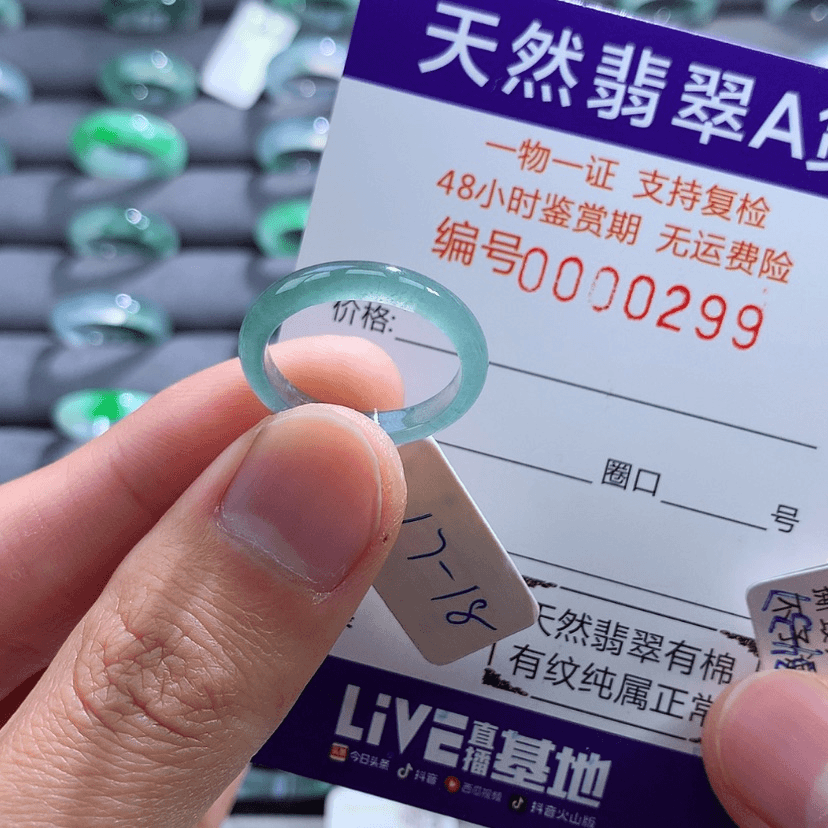 天然翡翠A货
一物一证 支持复检
48小时鉴赏期 无运费险
编号0000299
价格:
圈口 号
17-18
天然翡翠有棉
有纹纯属正常
LiVE直播基地
今日头条 抖音 西瓜视频 抖音火山版